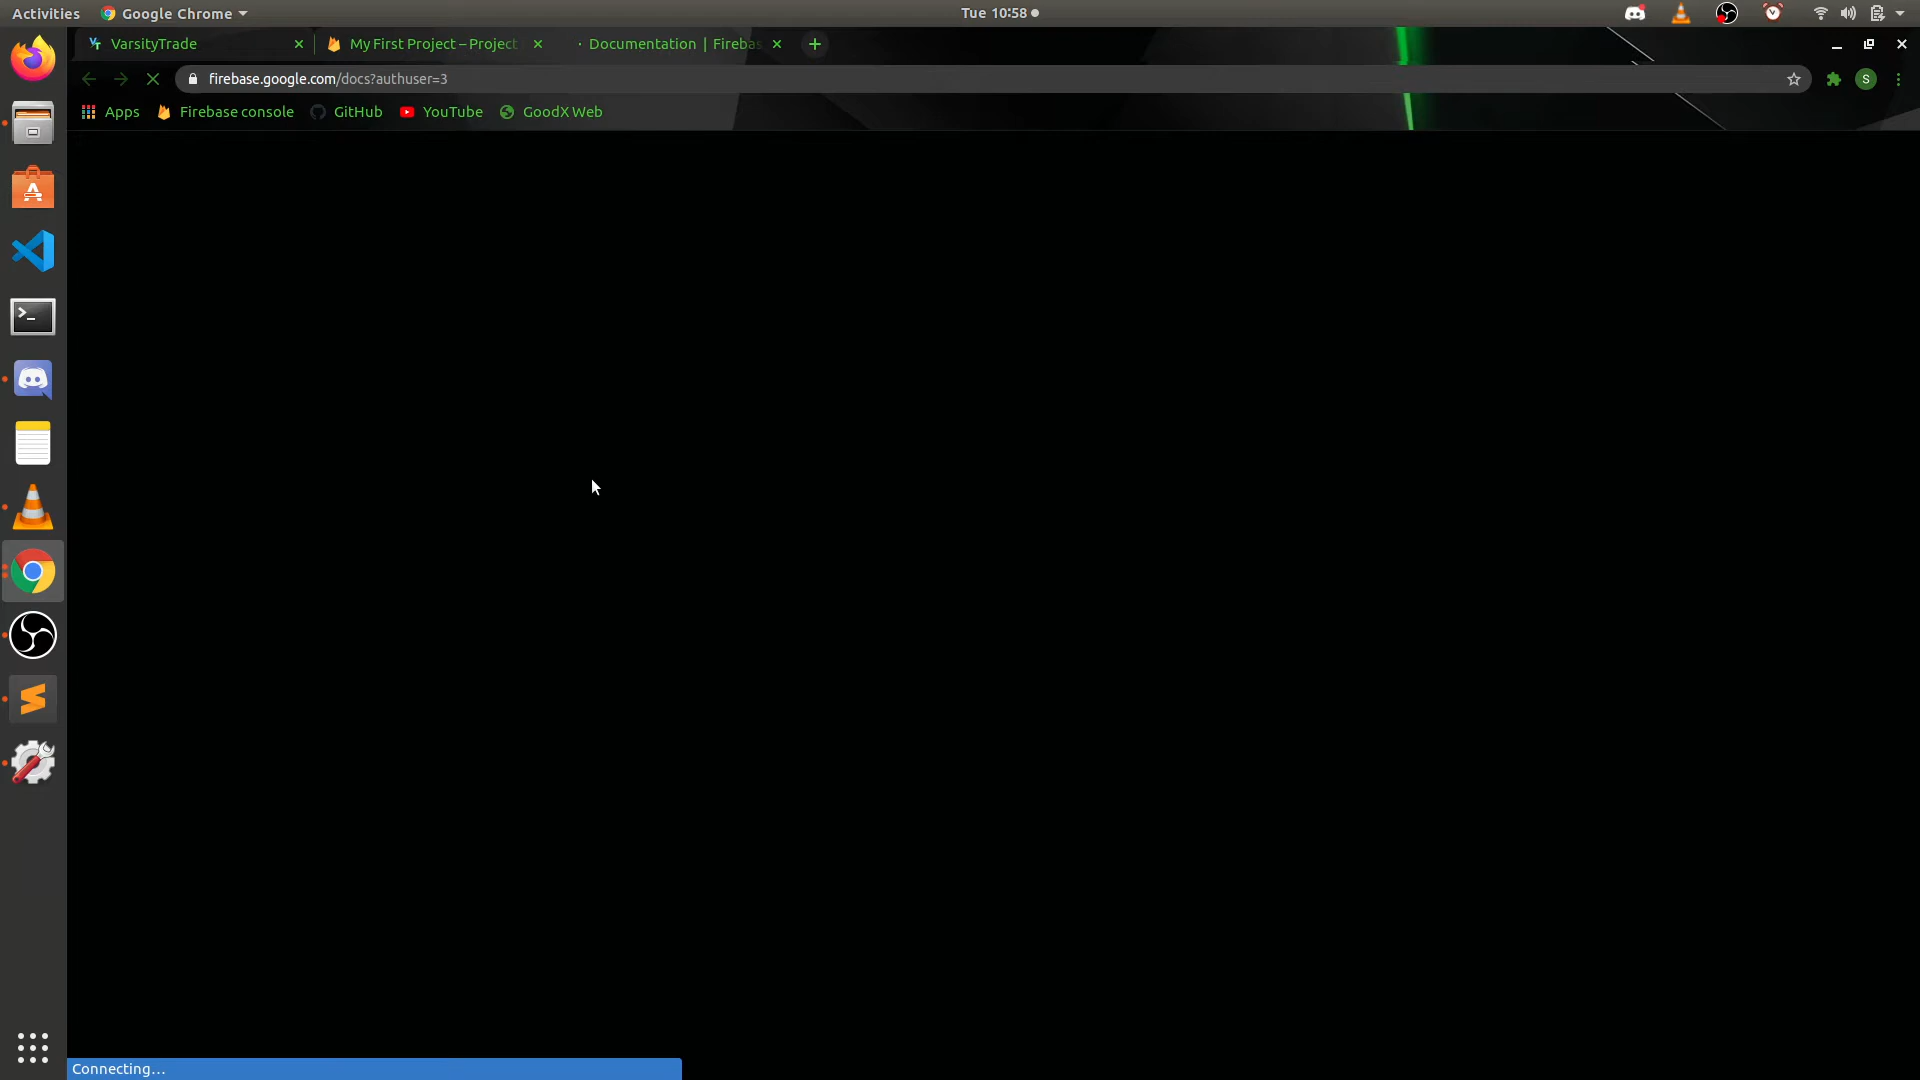 Activities Google Chrome Tue 10:58
VarsityTrade My First Project – Project Documentation | Firebas
firebase.google.com/docs?authuser=3 S
Apps Firebase console GitHub YouTube GoodX Web
Connecting...